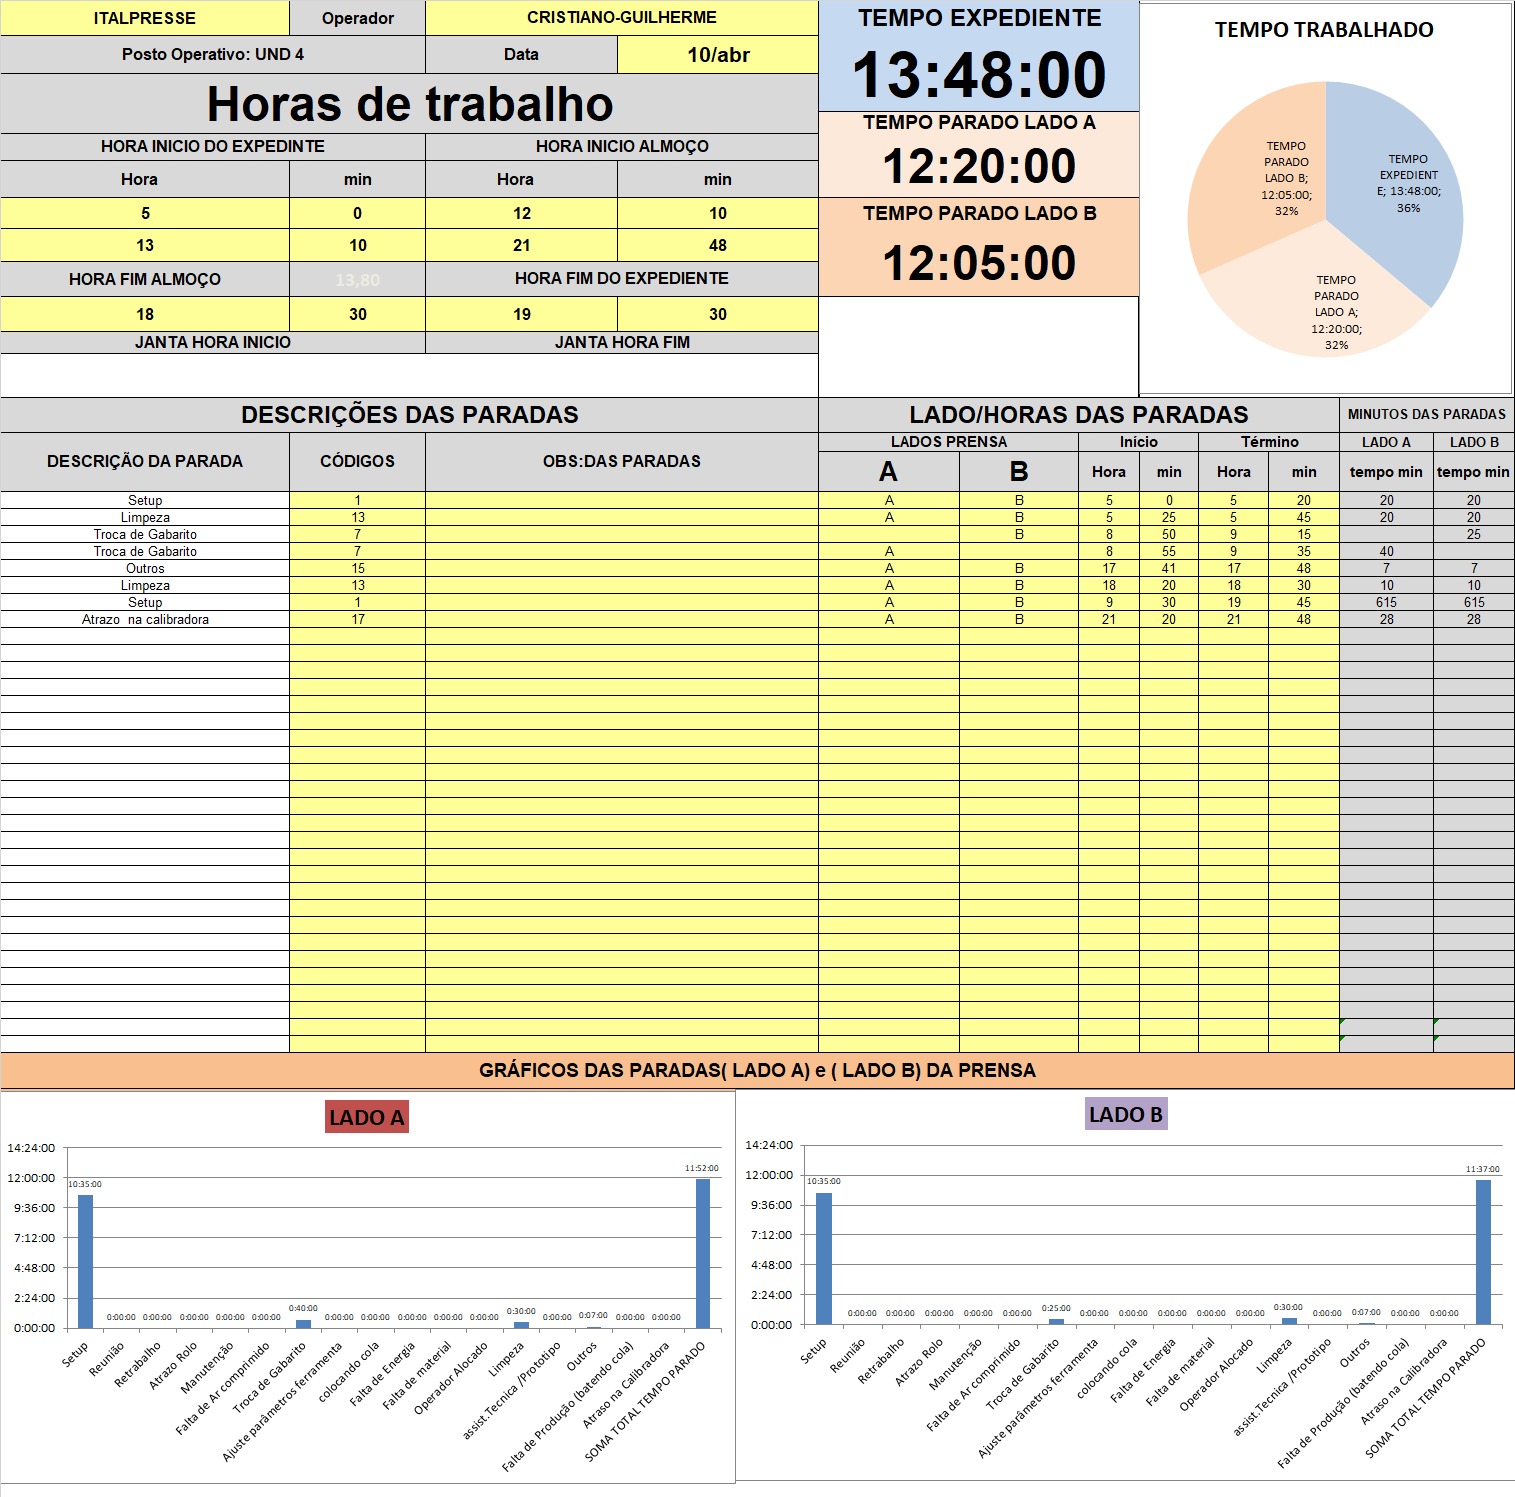 ITALPRESSE Operador CRISTIANO-GUILHERME
Posto Operativo: UND 4 Data 10/abr
Horas de trabalho
HORA INICIO DO EXPEDINTE HORA INICIO ALMOÇO
Hora min Hora min
5 0 12 10
13 10 21 48
HORA FIM ALMOÇO 13,80 HORA FIM DO EXPEDIENTE
18 30 19 30
JANTA HORA INICIO JANTA HORA FIM
TEMPO EXPEDIENTE
13:48:00
TEMPO PARADO LADO A
12:20:00
TEMPO PARADO LADO B
12:05:00
TEMPO TRABALHADO
TEMPO
PARADO
LADO B;
12:05:00;
32%
TEMPO
EXPEDIENT
E; 13:48:00;
36%
TEMPO
PARADO
LADO A;
12:20:00;
32%
DESCRIÇÕES DAS PARADAS LADO/HORAS DAS PARADAS MINUTOS DAS PARADAS
LADOS PRENSA Início Término LADO A LADO B
DESCRIÇÃO DA PARADA CÓDIGOS OBS:DAS PARADAS A B Hora min Hora min tempo min tempo min
Setup 1 A B 5 0 5 20 20 20
Limpeza 13 A B 5 25 5 45 20 20
Troca de Gabarito 7 B 8 50 9 15 25
Troca de Gabarito 7 A 8 55 9 35 40
Outros 15 A B 17 41 17 48 7 7
Limpeza 13 A B 18 20 18 30 10 10
Setup 1 A B 9 30 19 45 615 615
Atrazo na calibradora 17 A B 21 20 21 48 28 28
GRÁFICOS DAS PARADAS( LADO A) e ( LADO B) DA PRENSA
LADO A
14:24:00
12:00:00
9:36:00
7:12:00
4:48:00
2:24:00
0:00:00
10:35:00 0:00:00 0:00:00 0:00:00 0:00:00 0:00:00 0:40:00 0:00:00 0:00:00 0:00:00 0:00:00 0:00:00 0:30:00 0:00:00 0:07:00 0:00:00 0:00:00 11:52:00
Setup
Reunião
Retrabalho
Atrazo Rolo
Manutenção
Falta de Ar comprimido
Troca de Gabarito
Ajuste parâmetros ferramenta
colocando cola
Falta de Energia
Falta de material
Operador Alocado
Limpeza
assist.Tecnica /Prototipo
Outros
Falta de Produção (batendo cola)
Atraso na Calibradora
SOMA TOTAL TEMPO PARADO
LADO B
14:24:00
12:00:00
9:36:00
7:12:00
4:48:00
2:24:00
0:00:00
10:35:00 0:00:00 0:00:00 0:00:00 0:00:00 0:00:00 0:25:00 0:00:00 0:00:00 0:00:00 0:00:00 0:00:00 0:30:00 0:00:00 0:07:00 0:00:00 0:00:00 11:37:00
Setup
Reunião
Retrabalho
Atrazo Rolo
Manutenção
Falta de Ar comprimido
Troca de Gabarito
Ajuste parâmetros ferramenta
colocando cola
Falta de Energia
Falta de material
Operador Alocado
Limpeza
assist.Tecnica /Prototipo
Outros
Falta de Produção (batendo cola)
Atraso na Calibradora
SOMA TOTAL TEMPO PARADO